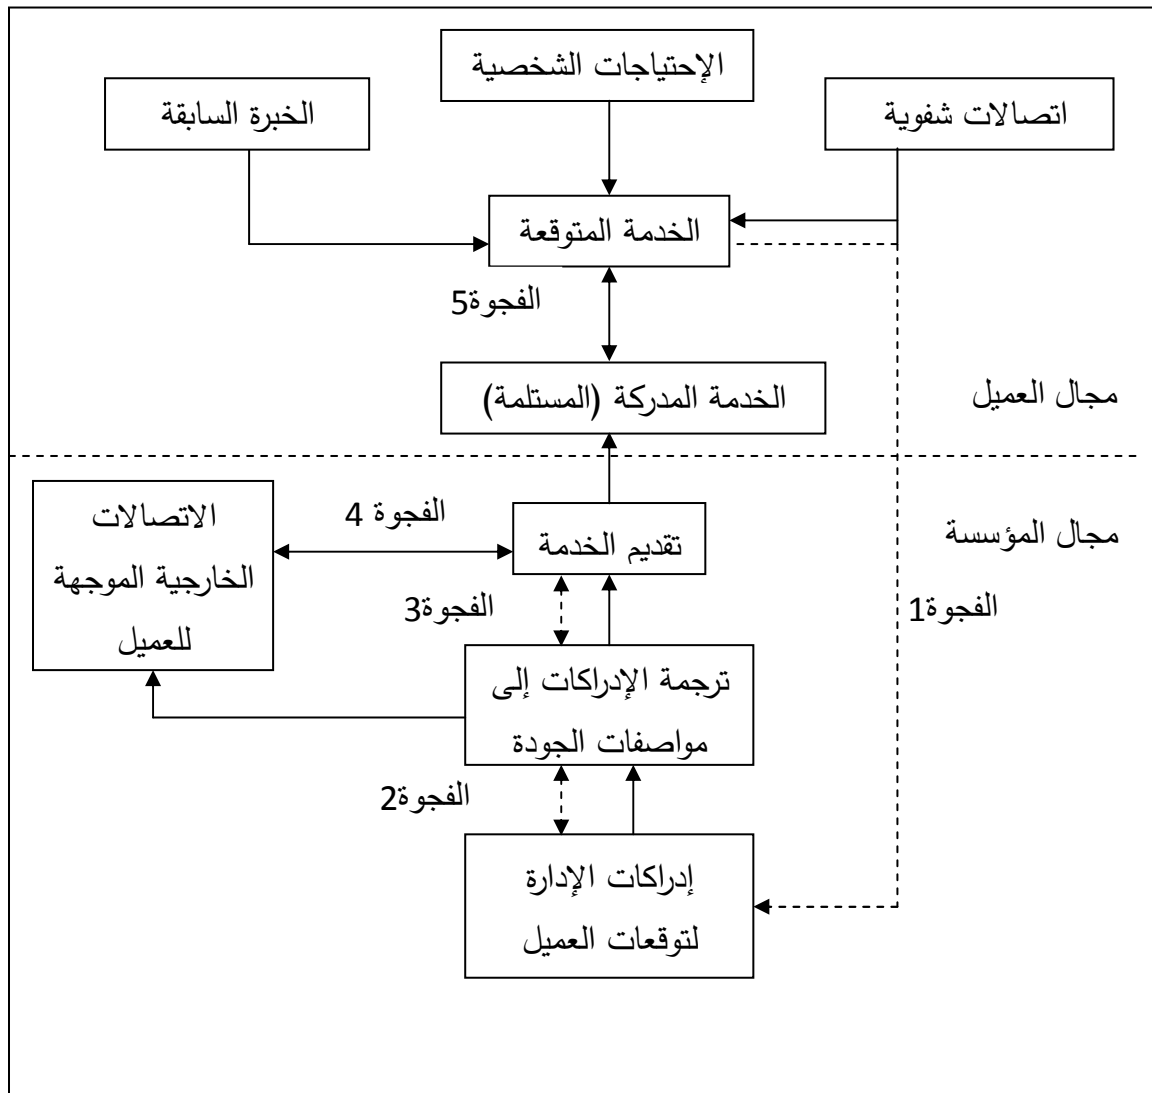 الإحتياجات الشخصية
اتصالات شفوية
الخبرة السابقة
الخدمة المتوقعة
الفجوة5
الخدمة المدركة (المستلمة)
مجال العميل
الاتصالات
الخارجية الموجهة
للعميل
الفجوة 4
تقديم الخدمة
مجال المؤسسة
الفجوة3
الفجوة1
ترجمة الإدراكات إلى
مواصفات الجودة
الفجوة2
إدراكات الإدارة
لتوقعات العميل